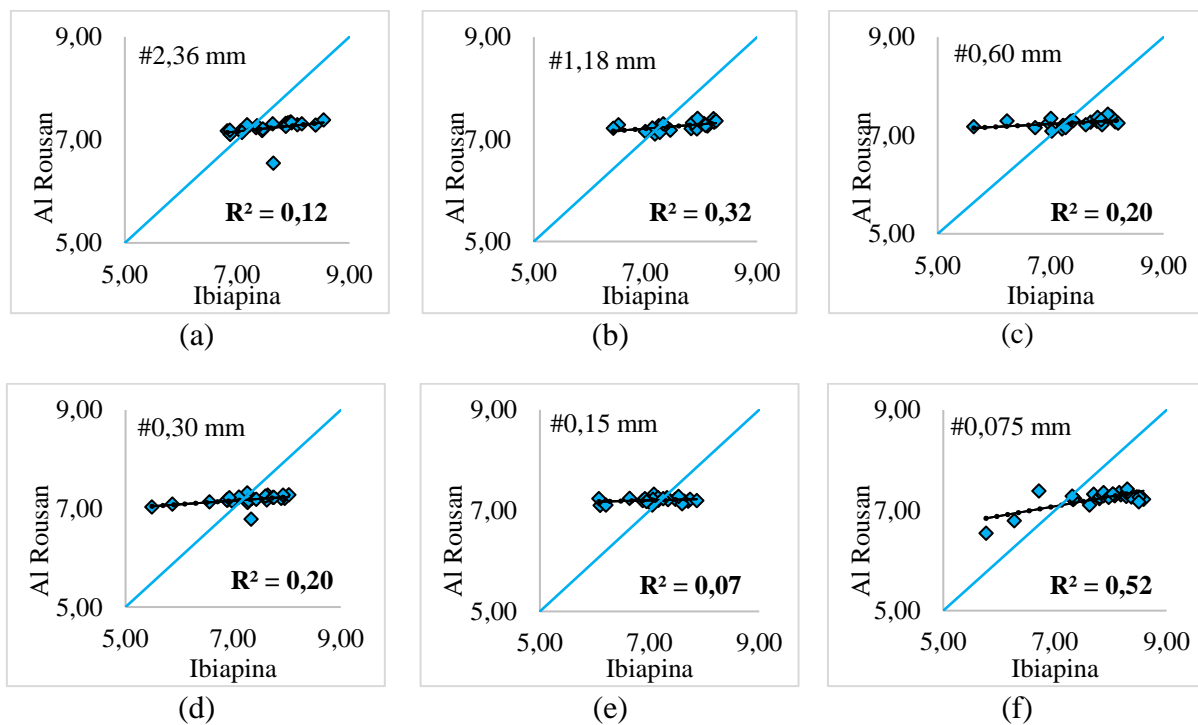 9,00
#2,36 mm
7,00
Al Rousan
R² = 0,12
5,00
5,00 7,00 9,00
Ibiapina
(a)
9,00
#1,18 mm
7,00
Al Rousan
R² = 0,32
5,00
5,00 7,00 9,00
Ibiapina
(b)
9,00
#0,60 mm
7,00
Al Rousan
R² = 0,20
5,00
5,00 7,00 9,00
Ibiapina
(c)
9,00
#0,30 mm
7,00
Al Rousan
R² = 0,20
5,00
5,00 7,00 9,00
Ibiapina
(d)
9,00
#0,15 mm
7,00
Al Rousan
R² = 0,07
5,00
5,00 7,00 9,00
Ibiapina
(e)
9,00
#0,075 mm
7,00
Al Rousan
R² = 0,52
5,00
5,00 7,00 9,00
Ibiapina
(f)